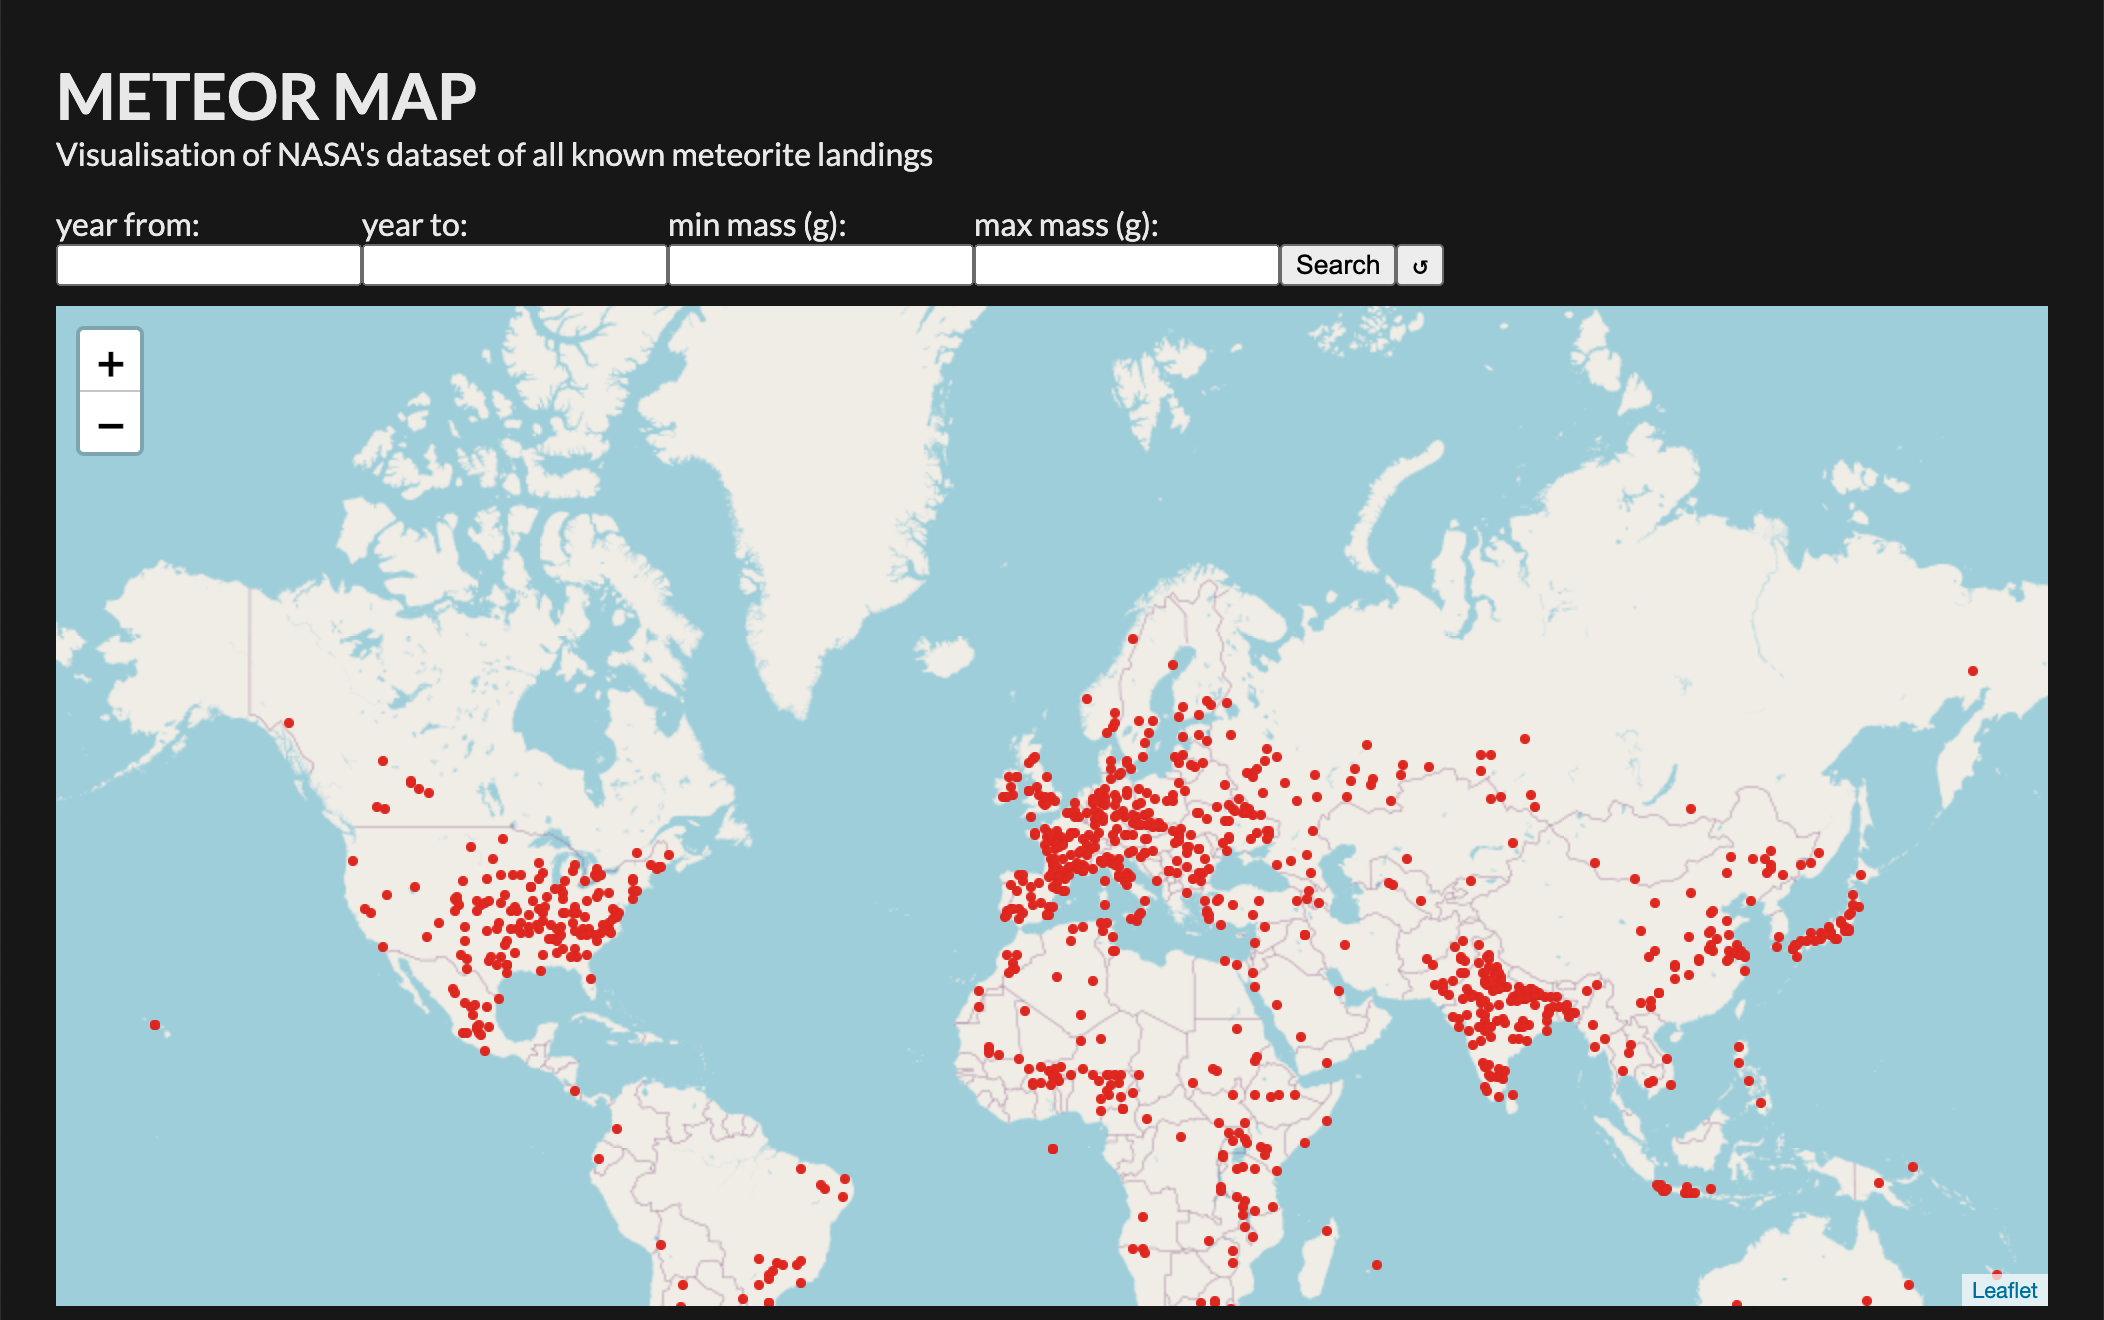 METEOR MAP
Visualisation of NASA's dataset of all known meteorite landings
year from: year to: min mass (g): max mass (g):
Search ↺
+
−
Leaflet